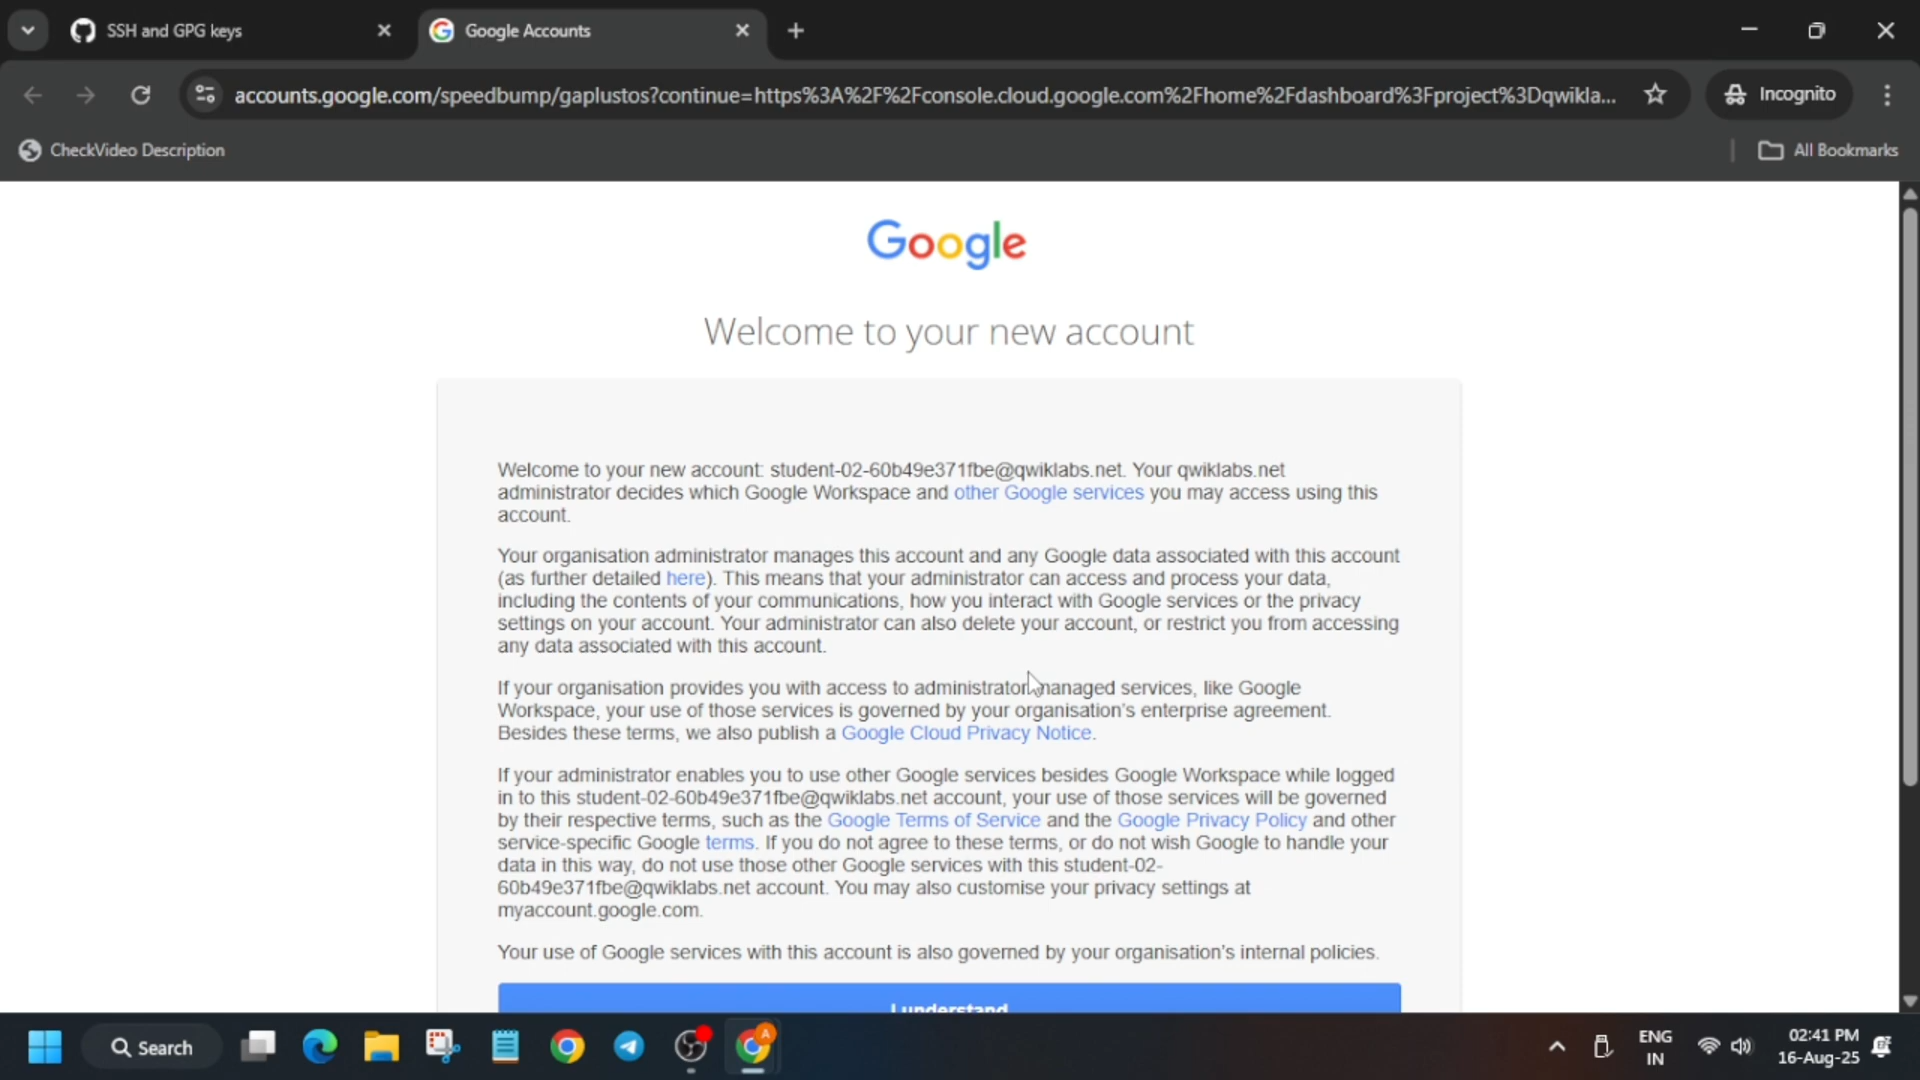 SSH and GPG keys
Google Accounts
accounts.google.com/speedbump/gaplustos?continue=https%3A%2F%2Fconsole.cloud.google.com%2Fhome%2Fdashboard%3Fproject%3Dqwikla...
Incognito
CheckVideo Description
All Bookmarks
Google
Welcome to your new account
Welcome to your new account: student-02-60b49e371fbe@qwiklabs.net. Your qwiklabs.net
administrator decides which Google Workspace and other Google services you may access using this
account.
Your organisation administrator manages this account and any Google data associated with this account
(as further detailed here). This means that your administrator can access and process your data,
including the contents of your communications, how you interact with Google services or the privacy
settings on your account. Your administrator can also delete your account, or restrict you from accessing
any data associated with this account.
If your organisation provides you with access to administrator managed services, like Google
Workspace, your use of those services is governed by your organisation's enterprise agreement.
Besides these terms, we also publish a Google Cloud Privacy Notice.
If your administrator enables you to use other Google services besides Google Workspace while logged
in to this student-02-60b49e371fbe@qwiklabs.net account, your use of those services will be governed
by their respective terms, such as the Google Terms of Service and the Google Privacy Policy and other
service-specific Google terms. If you do not agree to these terms, or do not wish Google to handle your
data in this way, do not use those other Google services with this student-02-
60b49e371fbe@qwiklabs.net account. You may also customise your privacy settings at
myaccount.google.com.
Your use of Google services with this account is also governed by your organisation's internal policies.
I understand
Search
ENG
IN
02:41 PM
16-Aug-25